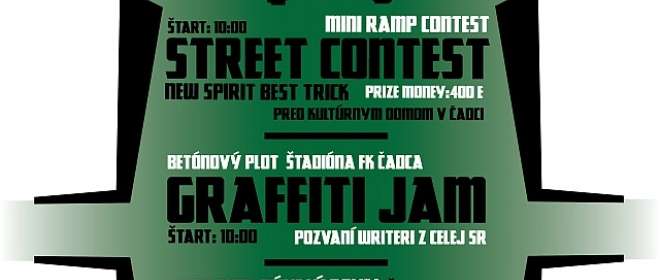 ŠTART: 10:00 MINI RAMP CONTEST
STREET CONTEST
NEW SPIRIT BEST TRICK PRIZE MONEY:400 E
PRED KULTÚRNYM DOMOM V ČADCI
BETÓNOVÝ PLOT ŠTADIÓNA FK ČADCA
GRAFFITI JAM
ŠTART: 10:00 POZVANÍ WRITERI Z CELEJ SR